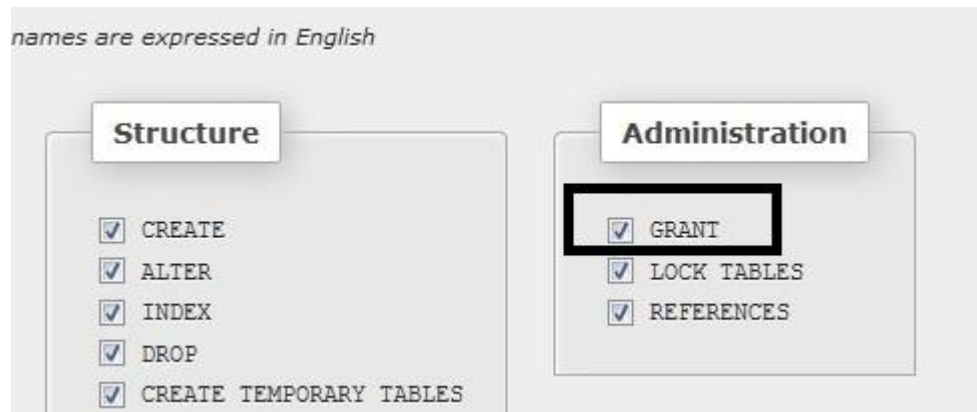 names are expressed in English
Structure
CREATE
ALTER
INDEX
DROP
CREATE TEMPORARY TABLES
Administration
GRANT
LOCK TABLES
REFERENCES